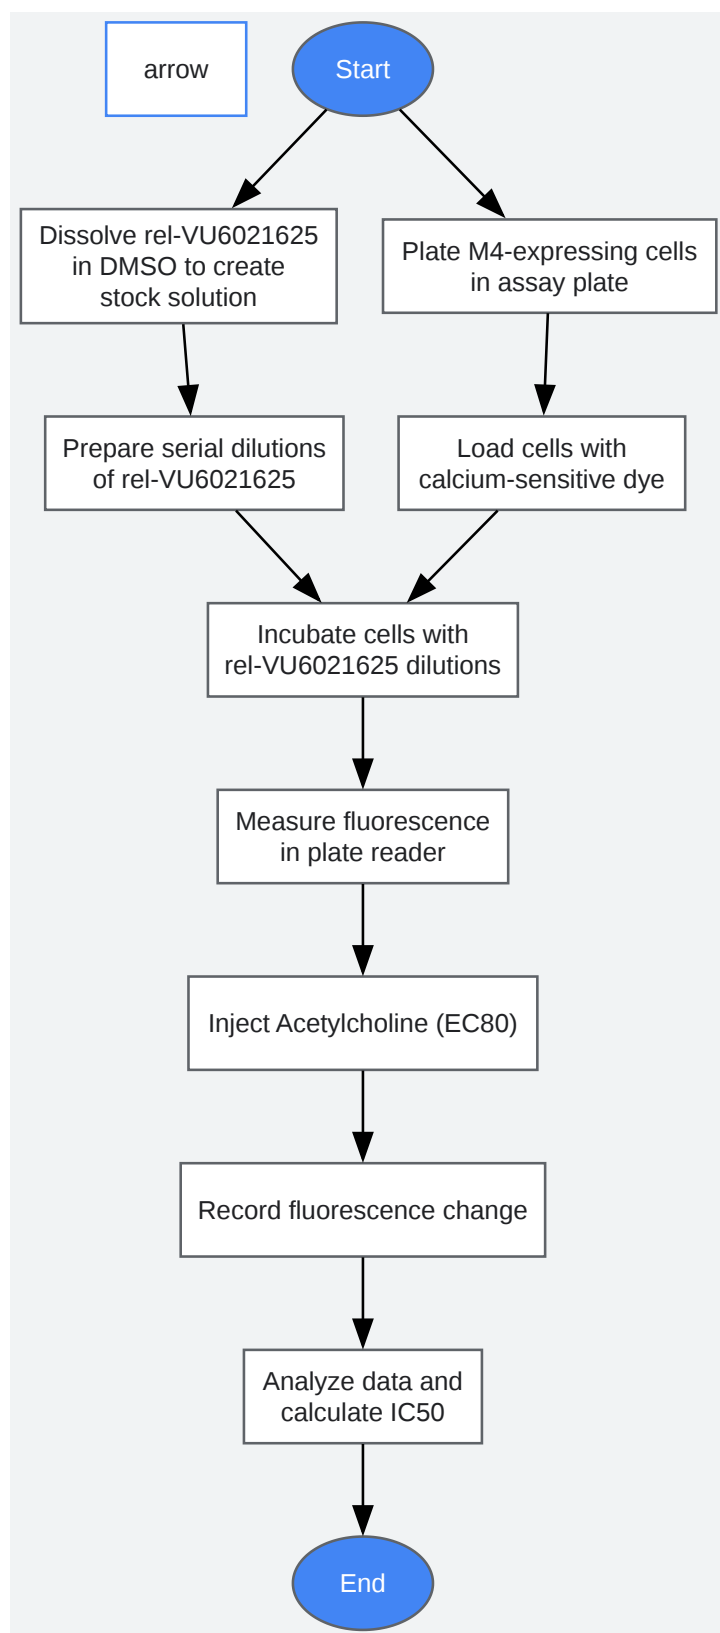 arrow
Start
Dissolve rel-VU6021625
in DMSO to create
stock solution
Plate M4-expressing cells
in assay plate
Prepare serial dilutions
of rel-VU6021625
Load cells with
calcium-sensitive dye
Incubate cells with
rel-VU6021625 dilutions
Measure fluorescence
in plate reader
Inject Acetylcholine (EC80)
Record fluorescence change
Analyze data and
calculate IC50
End